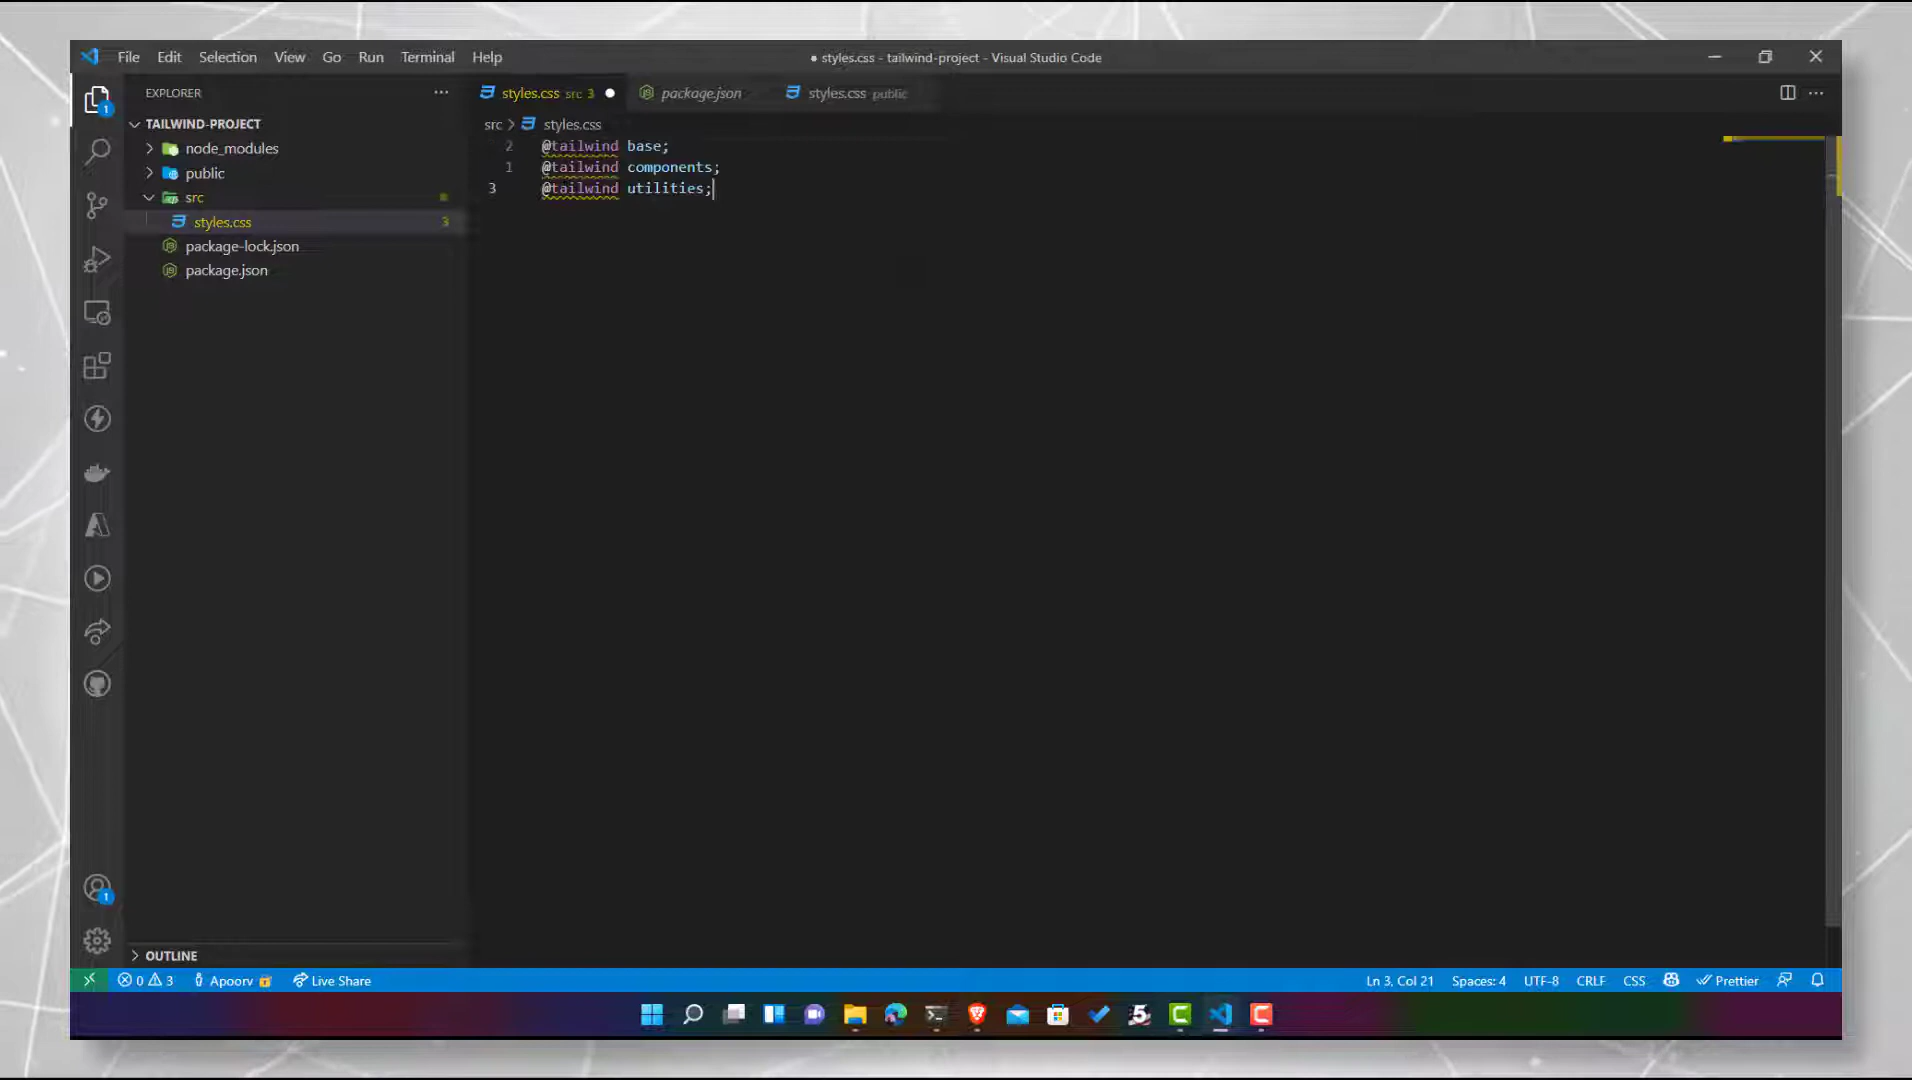 File Edit Selection View Go Run Terminal Help
● styles.css - tailwind-project - Visual Studio Code
EXPLORER
styles.css src 3
package.json
styles.css public
TAILWIND-PROJECT
src > styles.css
node_modules
public
src
styles.css 3
package-lock.json
package.json
2 @tailwind base;
1 @tailwind components;
3 @tailwind utilities;
1
1
OUTLINE
0 3 Apoorv Live Share
Ln 3, Col 21 Spaces: 4 UTF-8 CRLF CSS Prettier